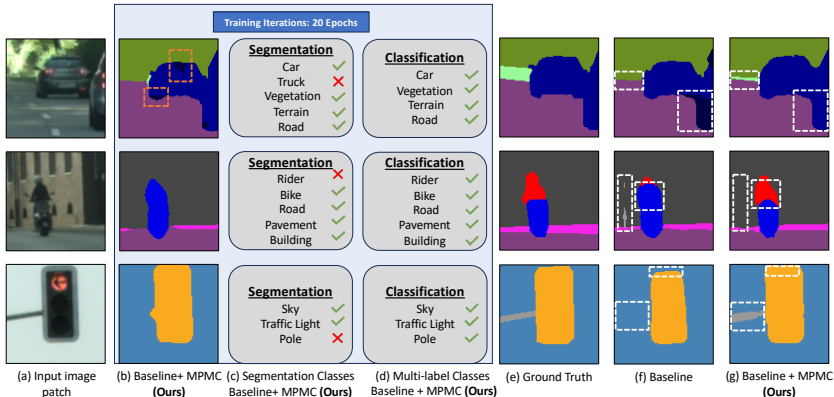 Training Iterations: 20 Epochs
Segmentation
Car
Truck
Vegetation
Terrain
Road
Classification
Car
Vegetation
Terrain
Road
Segmentation
Rider
Bike
Road
Pavement
Building
Classification
Rider
Bike
Road
Pavement
Building
Segmentation
Sky
Traffic Light
Pole
Classification
Sky
Traffic Light
Pole
(a) Input image
patch
(b) Baseline+ MPMC
(Ours)
(c) Segmentation Classes
Baseline+ MPMC (Ours)
(d) Multi-label Classes
Baseline + MPMC (Ours)
(e) Ground Truth
(f) Baseline
(g) Baseline + MPMC
(Ours)